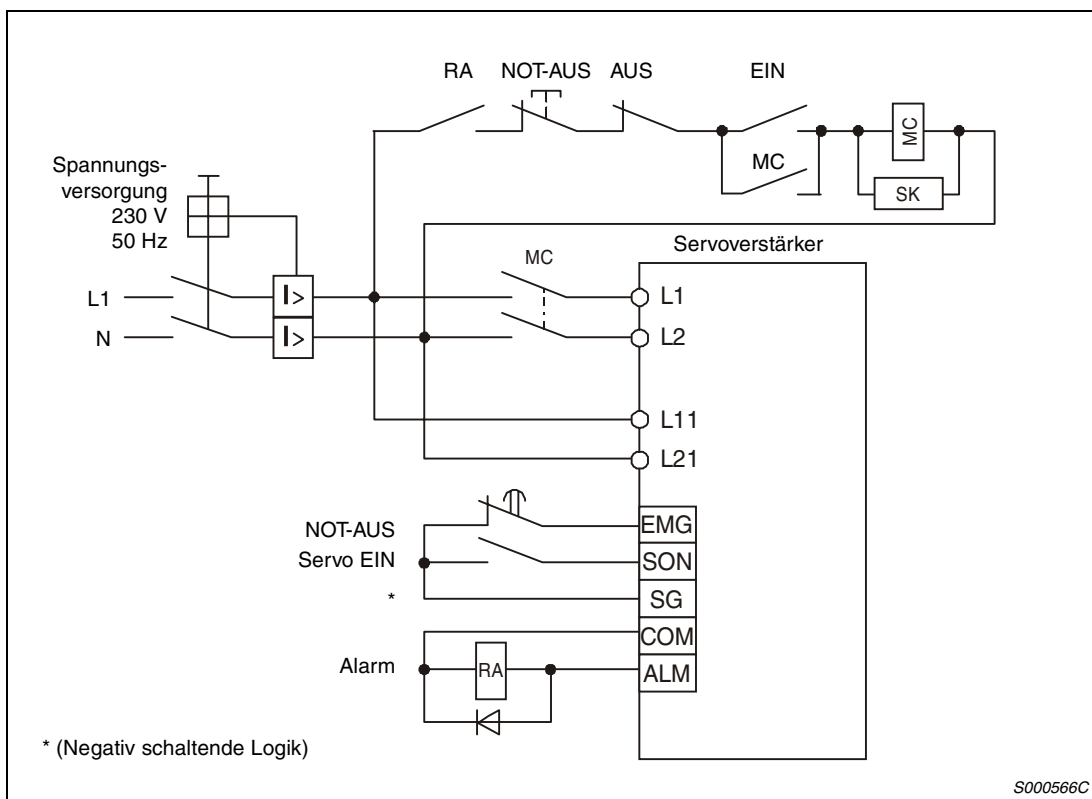 RA NOT-AUS AUS EIN
MC
MC
SK
Spannungs-
versorgung
230 V
50 Hz
Servoverstärker
MC
L1 I> L1
N I> L2
L11
L21
NOT-AUS EMG
Servo EIN SON
* SG
COM
Alarm RA ALM
* (Negativ schaltende Logik)
S000566C